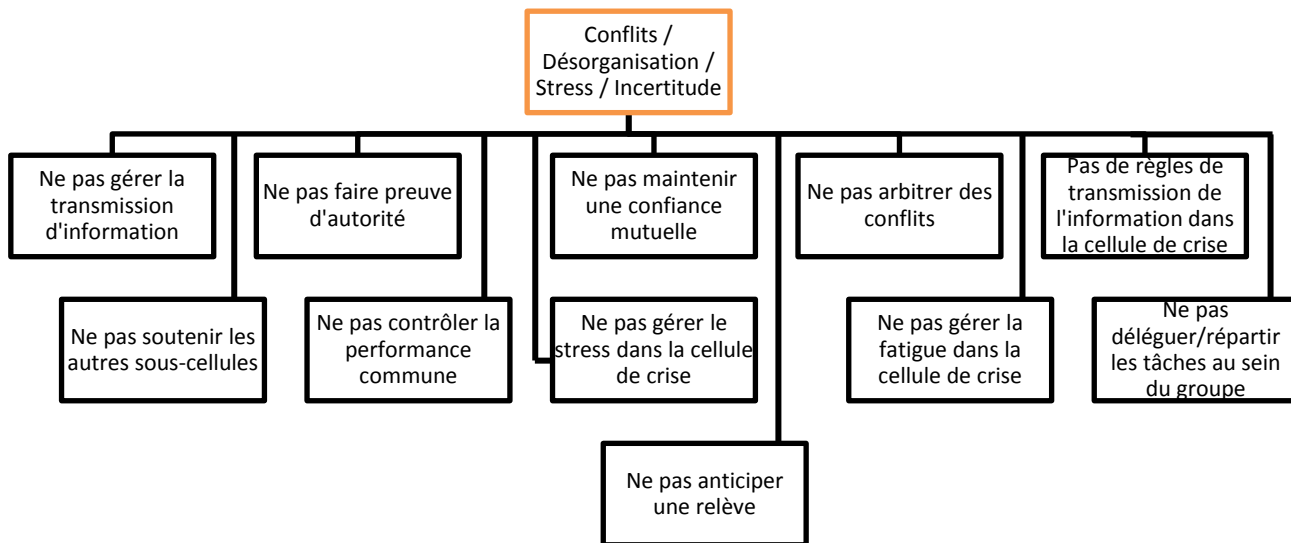 Conflits /
Désorganisation /
Stress / Incertitude
Ne pas gérer la
transmission
d'information
Ne pas faire preuve
d'autorité
Ne pas maintenir
une confiance
mutuelle
Ne pas arbitrer des
conflits
Pas de règles de
transmission de
l'information dans
la cellule de crise
Ne pas soutenir les
autres sous-cellules
Ne pas contrôler la
performance
commune
Ne pas gérer le
stress dans la cellule
de crise
Ne pas gérer la
fatigue dans la
cellule de crise
Ne pas
déléguer/répartir
les tâches au sein
du groupe
Ne pas anticiper
une relève